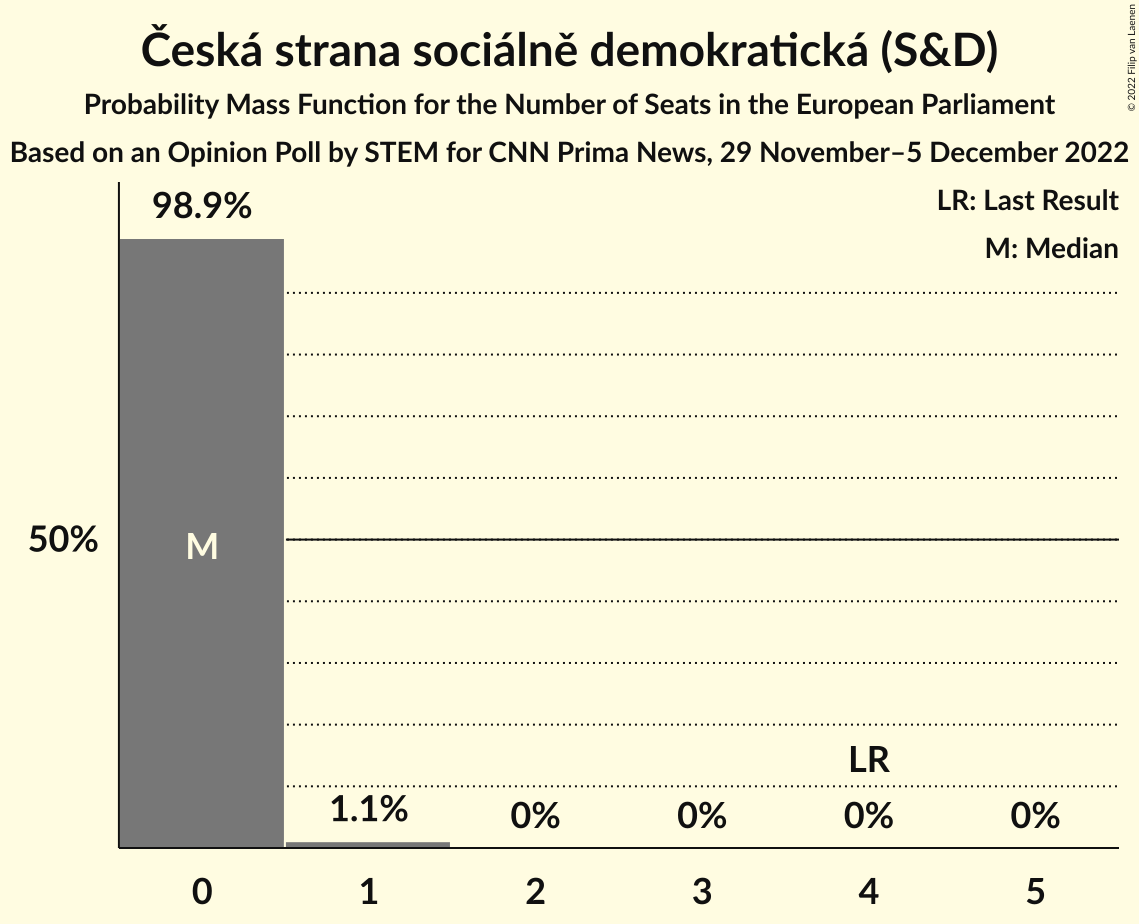 Česká strana sociálně demokratická (S&D)
Probability Mass Function for the Number of Seats in the European Parliament
Based on an Opinion Poll by STEM for CNN Prima News, 29 November–5 December 2022
© 2022 Filip van Laenen
LR: Last Result
M: Median
98.9%
50%
M
LR
1.1% 0% 0% 0% 0%
0 1 2 3 4 5